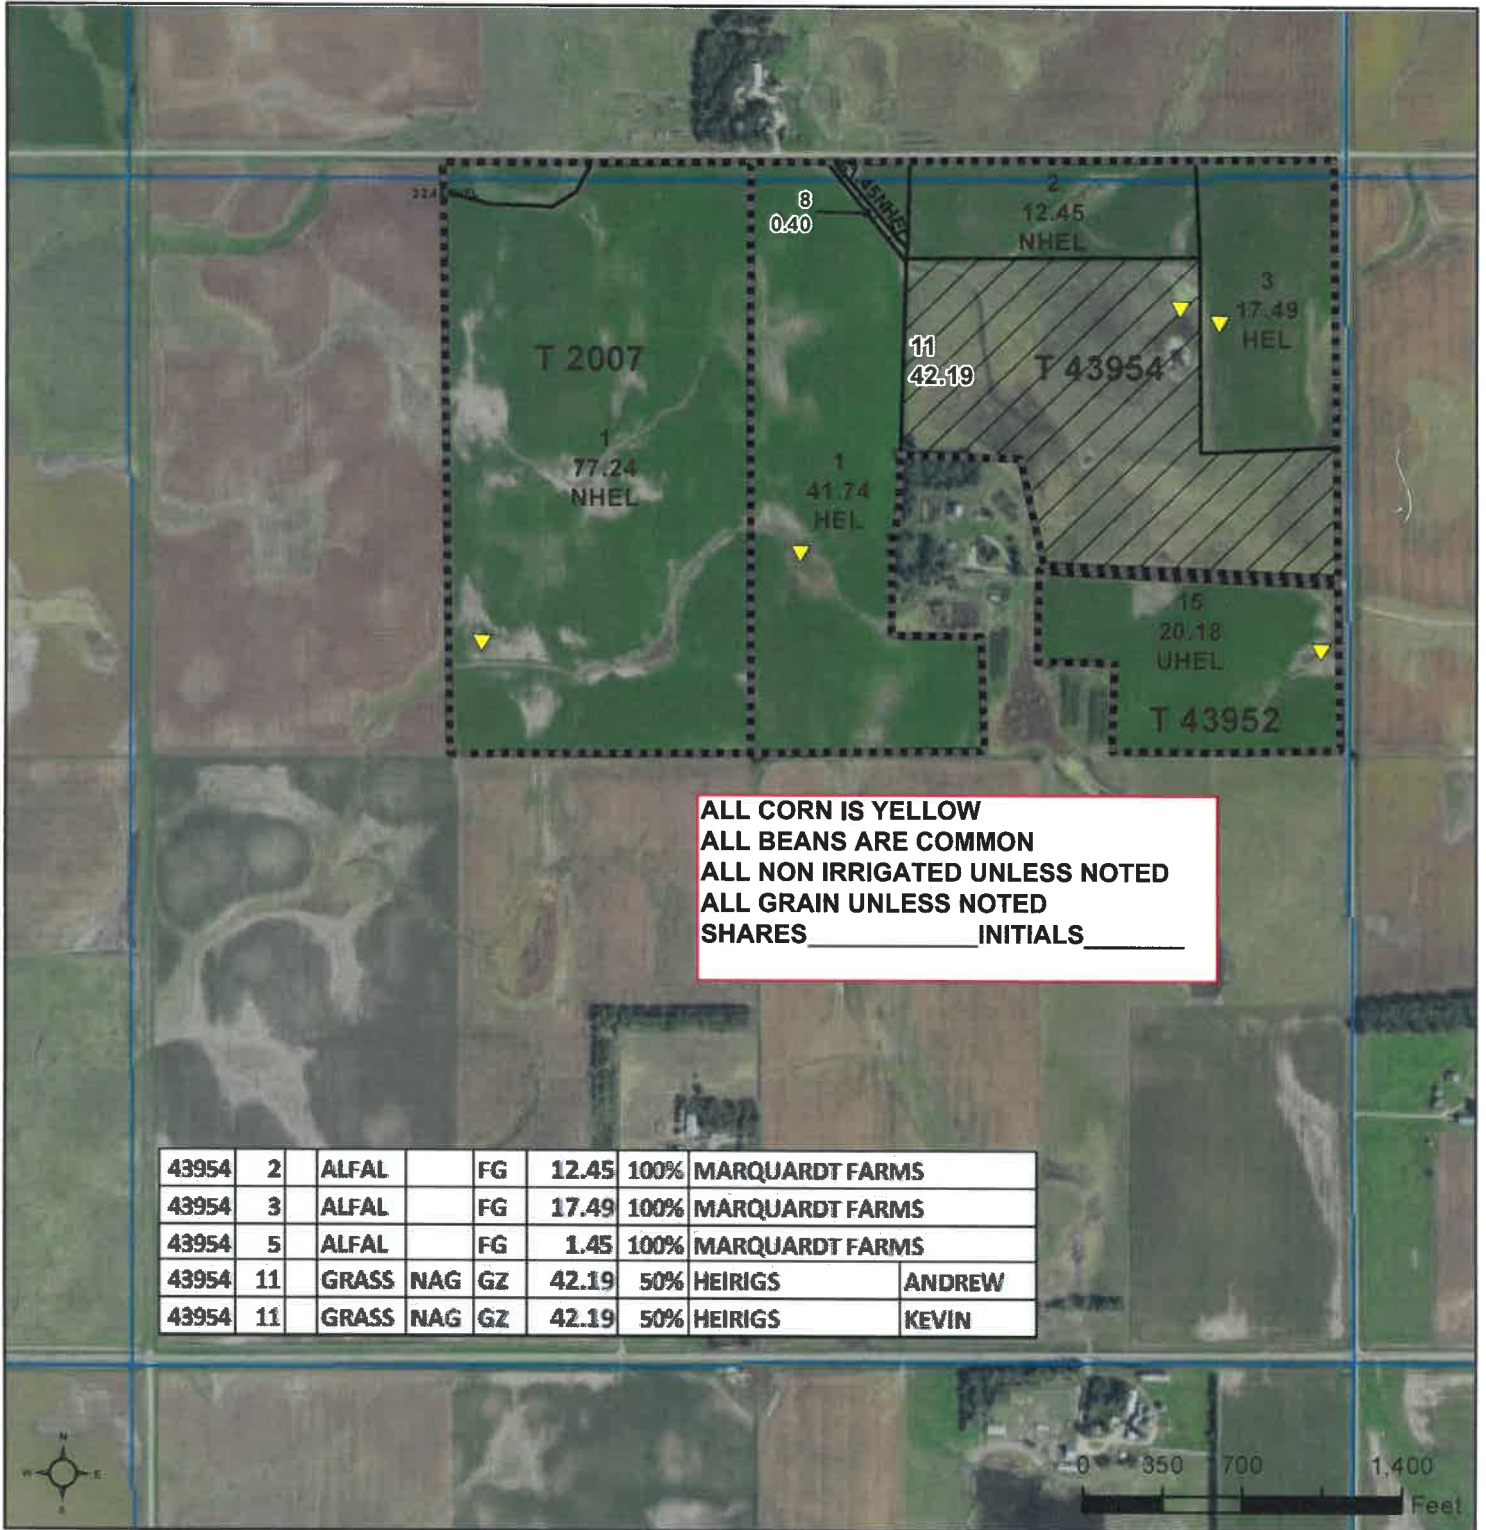 8
0.40
1.45NHEL
2
12.45
NHEL
3
17.49
HEL
T 2007
11
42.19
T 43954
1
77.24
NHEL
1
41.74
HEL
15
20.18
UHEL
T 43952
ALL CORN IS YELLOW
ALL BEANS ARE COMMON
ALL NON IRRIGATED UNLESS NOTED
ALL GRAIN UNLESS NOTED
SHARES____________INITIALS_______
43954 2 ALFAL FG 12.45 100% MARQUARDT FARMS
43954 3 ALFAL FG 17.49 100% MARQUARDT FARMS
43954 5 ALFAL FG 1.45 100% MARQUARDT FARMS
43954 11 GRASS NAG GZ 42.19 50% HEIRIGS ANDREW
43954 11 GRASS NAG GZ 42.19 50% HEIRIGS KEVIN
N
W E
S
0 350 700 1,400
Feet